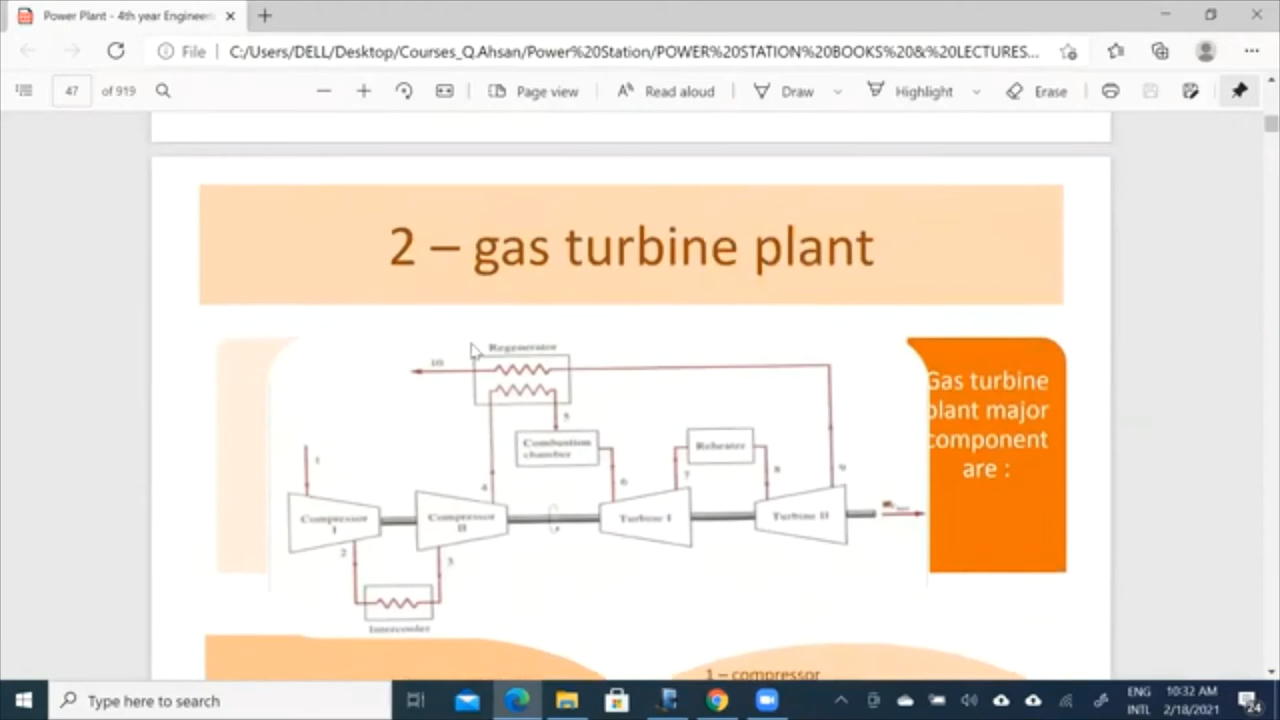 Power Plant - 4th year Engineeri
File
C:/Users/DELL/Desktop/Courses_Q.Ahsan/Power%20Station/POWER%20STATION%20BOOKS%20&%20LECTURES...
47 of 919
Page view
Read aloud
Draw
Highlight
Erase
2 – gas turbine plant
Regenerator
10
5
Combustion
chamber
Reheater
1
4
6
7
8
9
Compressor
I
Compressor
II
Turbine I
Turbine II
2
3
Intercooler
Gas turbine
plant major
component
are :
1 – compressor
Type here to search
ENG
INTL
10:32 AM
2/18/2021
24